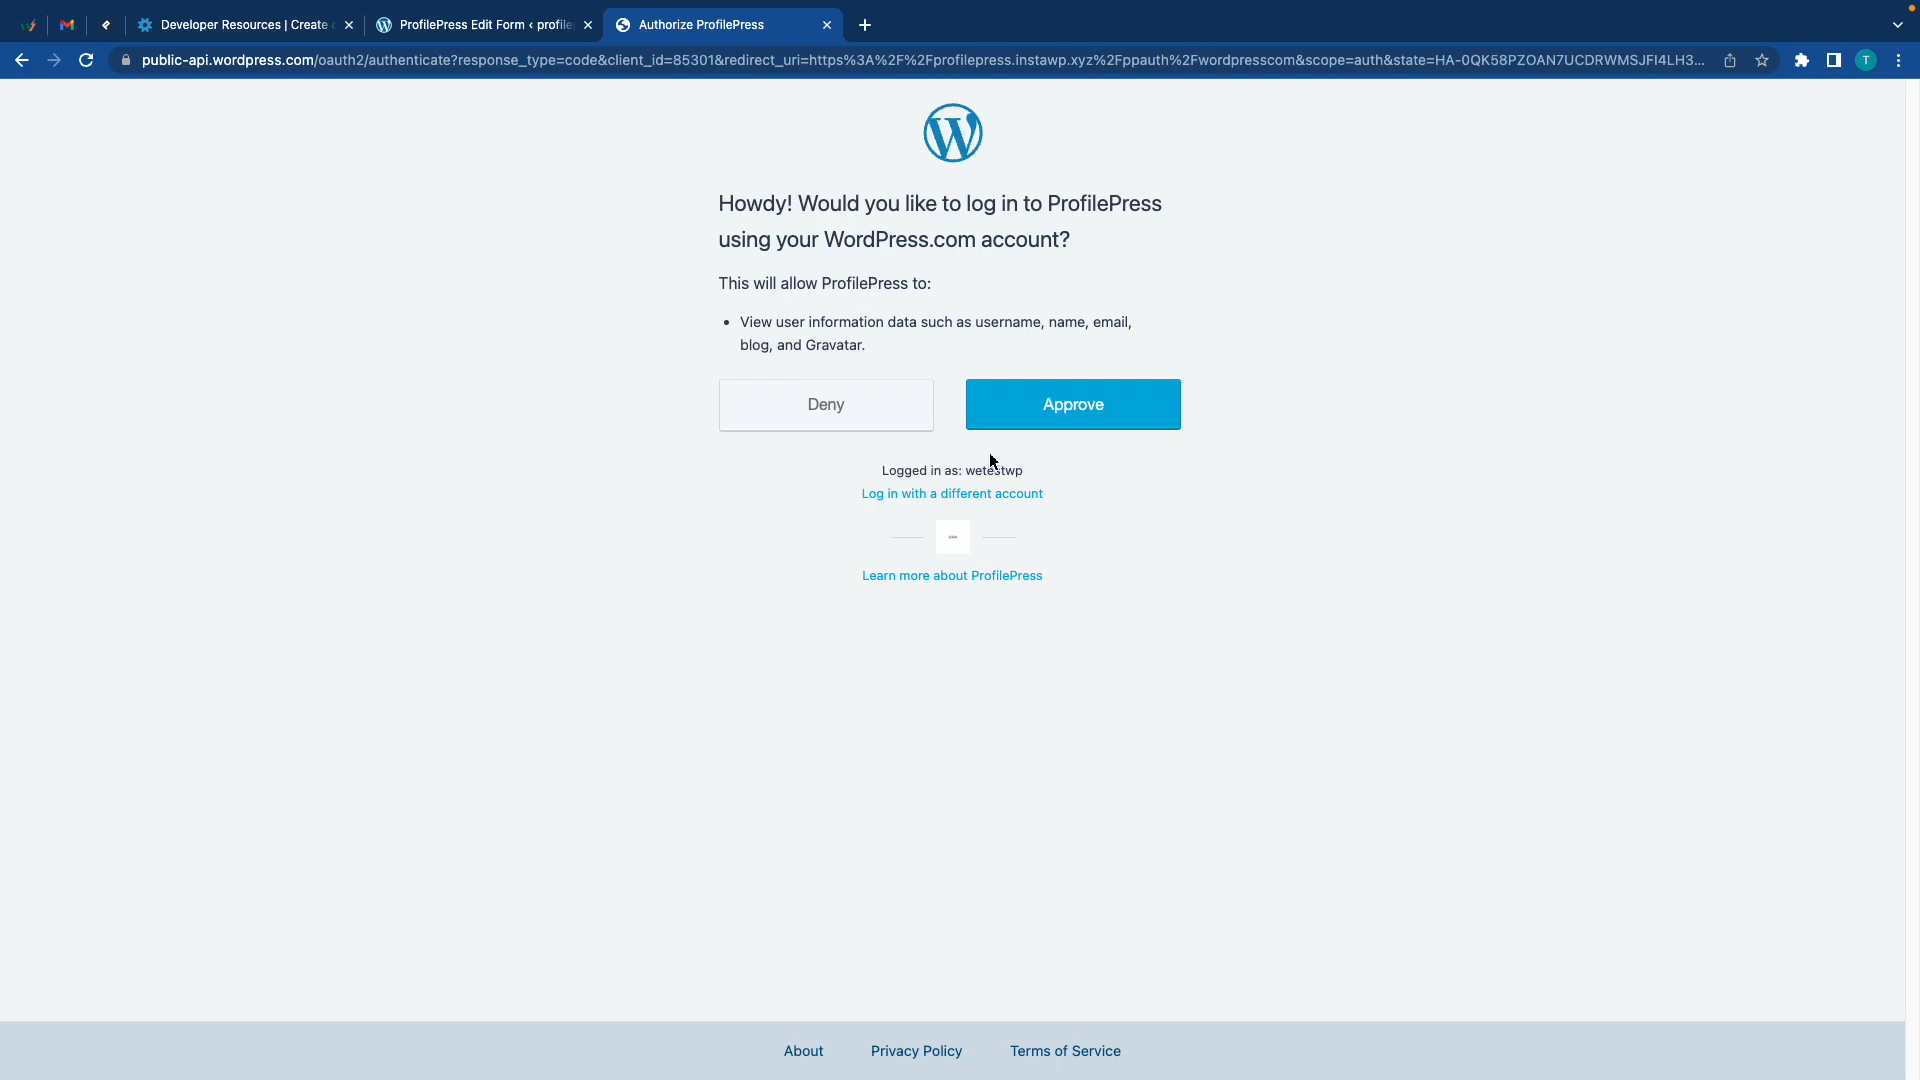 Developer Resources | Create
ProfilePress Edit Form ‹ profile
Authorize ProfilePress
public-api.wordpress.com/oauth2/authenticate?response_type=code&client_id=85301&redirect_uri=https%3A%2F%2Fprofilepress.instawp.xyz%2Fppauth%2Fwordpresscom&scope=auth&state=HA-0QK58PZOAN7UCDRWMSJFI4LH3...
T
Howdy! Would you like to log in to ProfilePress
using your WordPress.com account?
This will allow ProfilePress to:
• View user information data such as username, name, email,
blog, and Gravatar.
Deny
Approve
Logged in as: wetestwp
Log in with a different account
Learn more about ProfilePress
About
Privacy Policy
Terms of Service